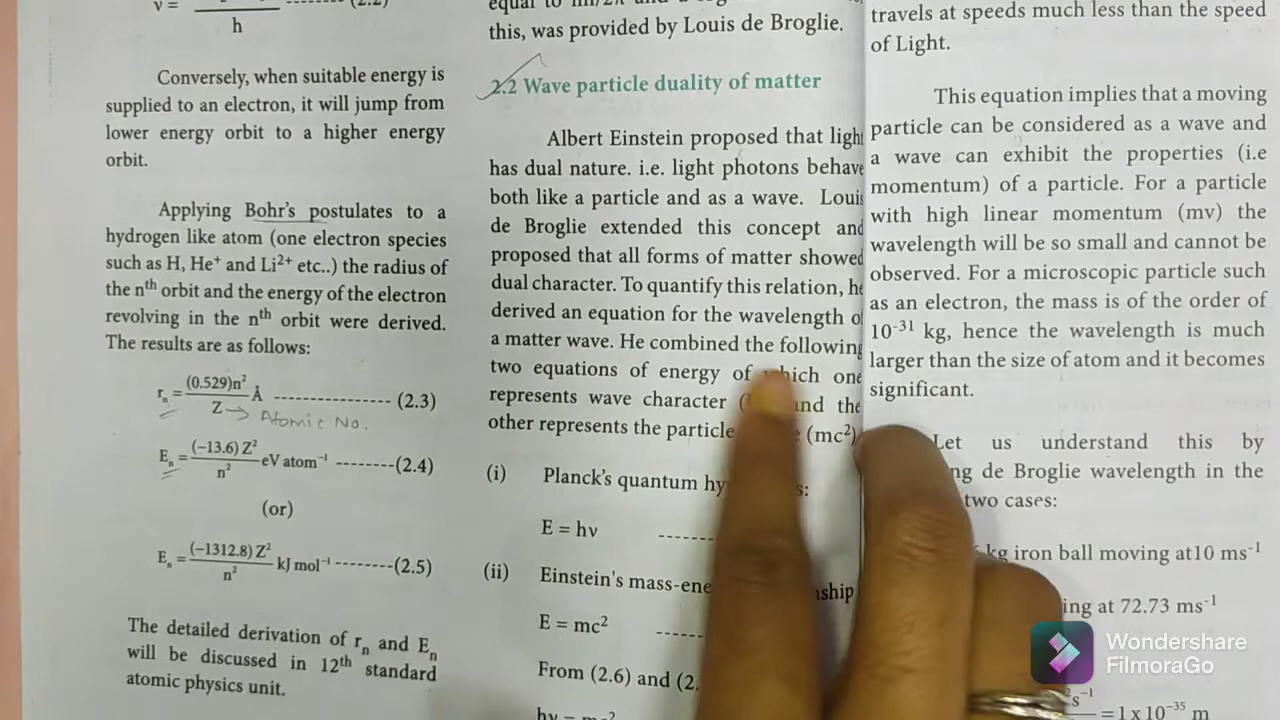 ν =
h
Conversely, when suitable energy is
supplied to an electron, it will jump from
lower energy orbit to a higher energy
orbit.
Applying Bohr's postulates to a
hydrogen like atom (one electron species
such as H, He⁺ and Li²⁺ etc..) the radius of
the nᵗʰ orbit and the energy of the electron
revolving in the nᵗʰ orbit were derived.
The results are as follows:
rₙ = (0.529)n² / Z Å ---------------- (2.3)
→ Atomic No.
Eₙ = (-13.6) Z² / n² eV atom⁻¹ --------(2.4)
(or)
Eₙ = (-1312.8) Z² / n² kJ mol⁻¹ --------(2.5)
The detailed derivation of rₙ and Eₙ
will be discussed in 12ᵗʰ standard
atomic physics unit.
this, was provided by Louis de Broglie.
2.2 Wave particle duality of matter
Albert Einstein proposed that light
has dual nature. i.e. light photons behave
both like a particle and as a wave. Louis
de Broglie extended this concept and
proposed that all forms of matter showed
dual character. To quantify this relation, he
derived an equation for the wavelength
a matter wave. He combined the following
two equations of energy of which one
represents wave character and the
other represents the particle (mc²)
(i) Planck's quantum
E = hν ------
(ii) Einstein's
E = mc² -----
From (2.6) and
travels at speeds much less than the speed
of Light.
This equation implies that a moving
particle can be considered as a wave and
a wave can exhibit the properties (i.e
momentum) of a particle. For a particle
with high linear momentum (mv) the
wavelength will be so small and cannot be
observed. For a microscopic particle such
as an electron, the mass is of the order of
10⁻³¹ kg, hence the wavelength is much
larger than the size of atom and it becomes
significant.
Let us understand this by
de Broglie wavelength in the
two cases:
kg iron ball moving at10 ms⁻¹
at 72.73 ms⁻¹
s⁻¹
= 1 x 10⁻³⁵ m
Wondershare
FilmoraGo